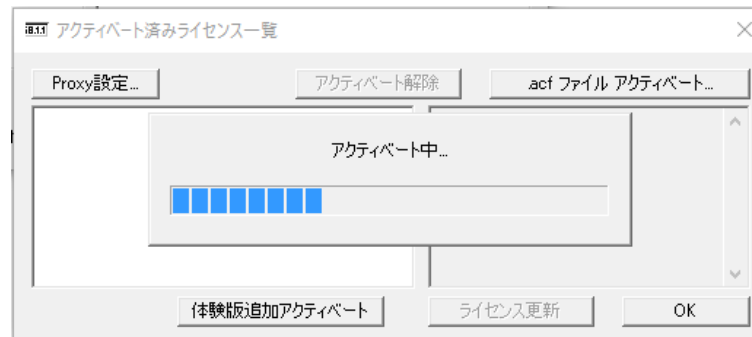 アクティベート済みライセンス一覧
Proxy設定...
アクティベート解除
.acf ファイル アクティベート...
アクティベート中...
体験版追加アクティベート
ライセンス更新
OK